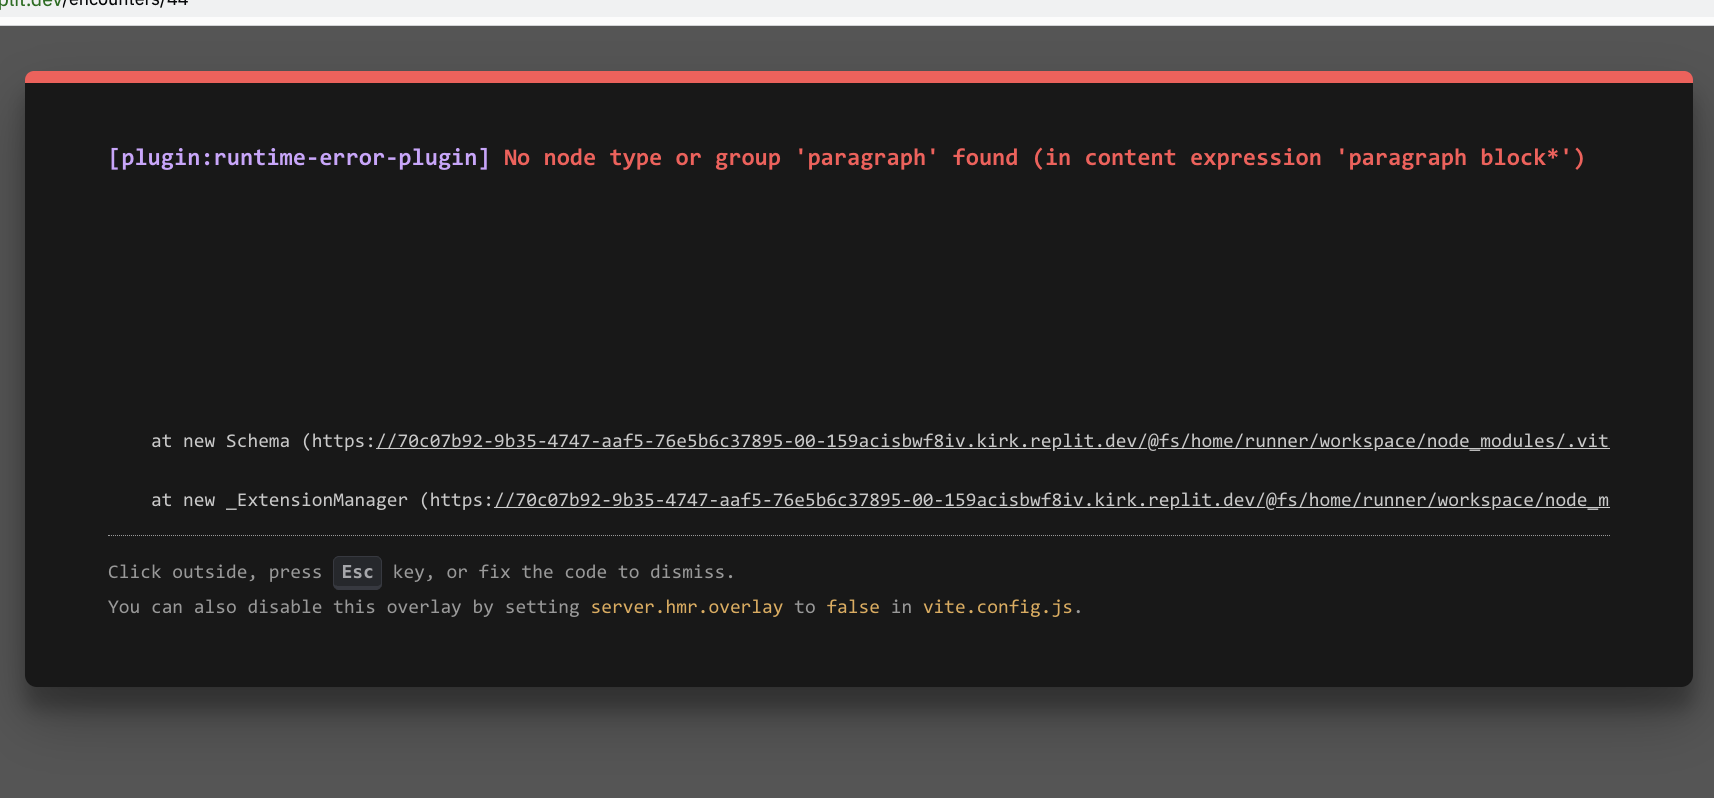 plit.dev/encounters/44
[plugin:runtime-error-plugin] No node type or group 'paragraph' found (in content expression 'paragraph block*')
at new Schema (https://70c07b92-9b35-4747-aaf5-76e5b6c37895-00-159acisbwf8iv.kirk.replit.dev/@fs/home/runner/workspace/node_modules/.vit
at new _ExtensionManager (https://70c07b92-9b35-4747-aaf5-76e5b6c37895-00-159acisbwf8iv.kirk.replit.dev/@fs/home/runner/workspace/node_m
Click outside, press Esc key, or fix the code to dismiss.
You can also disable this overlay by setting server.hmr.overlay to false in vite.config.js.